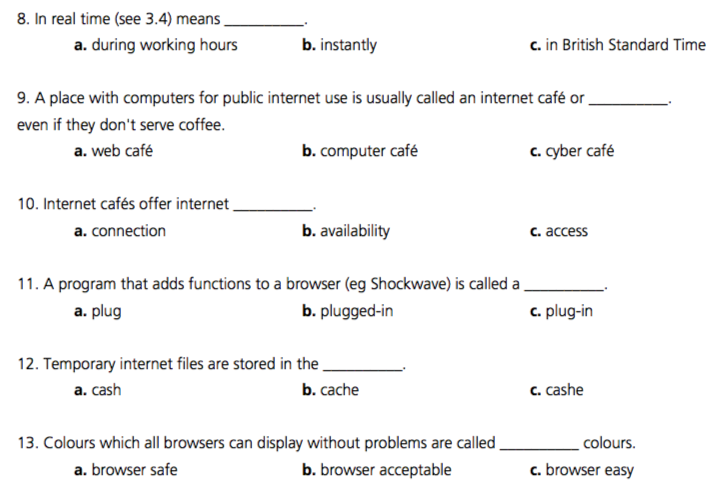 8. In real time (see 3.4) means __________.
a. during working hours b. instantly c. in British Standard Time
9. A place with computers for public internet use is usually called an internet café or __________.
even if they don't serve coffee.
a. web café b. computer café c. cyber café
10. Internet cafés offer internet __________.
a. connection b. availability c. access
11. A program that adds functions to a browser (eg Shockwave) is called a __________.
a. plug b. plugged-in c. plug-in
12. Temporary internet files are stored in the __________.
a. cash b. cache c. cashe
13. Colours which all browsers can display without problems are called __________ colours.
a. browser safe b. browser acceptable c. browser easy